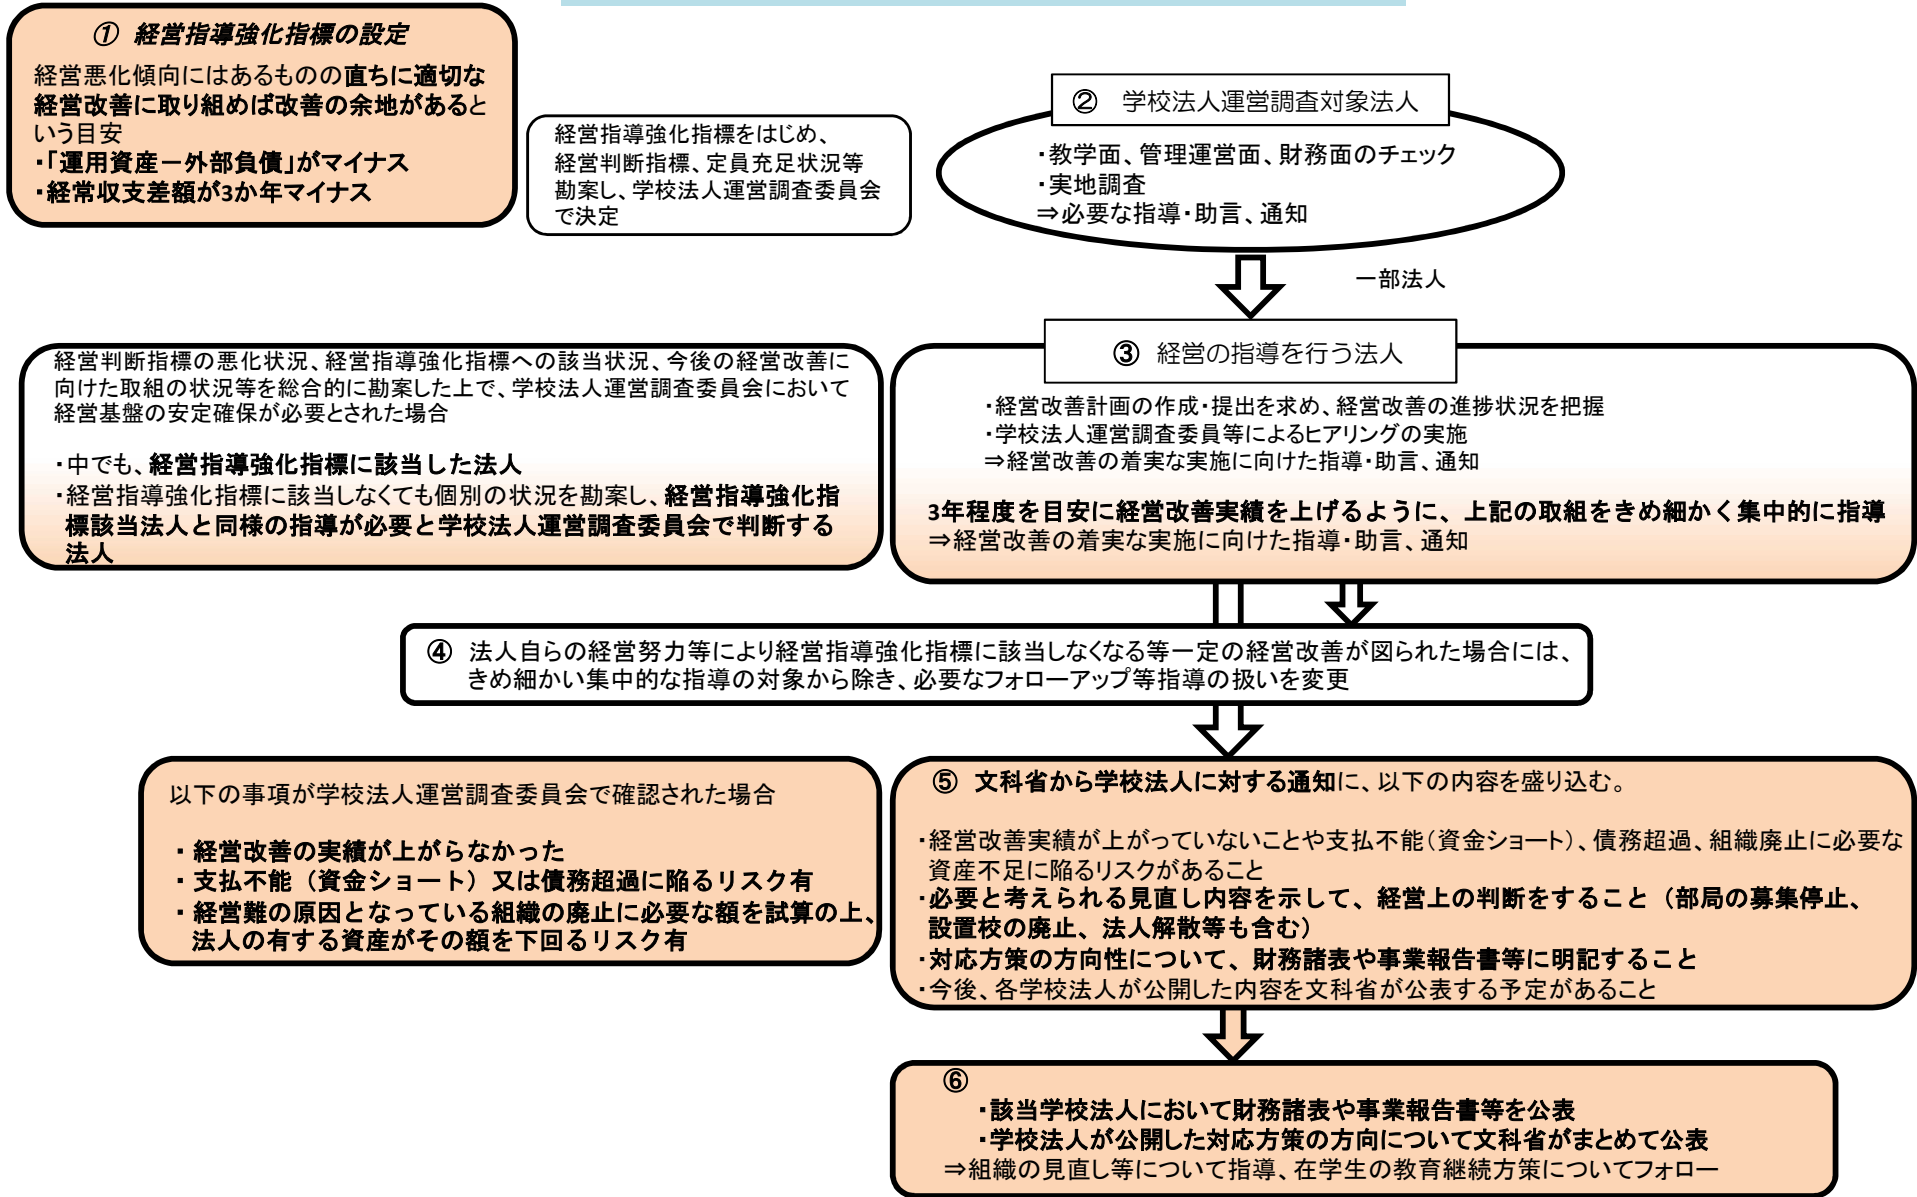 ① 経営指導強化指標の設定
経営悪化傾向にはあるものの直ちに適切な
経営改善に取り組めば改善の余地があると
いう目安
・「運用資産－外部負債」がマイナス
・経常収支差額が3か年マイナス
経営指導強化指標をはじめ、
経営判断指標、定員充足状況等
勘案し、学校法人運営調査委員会
で決定
② 学校法人運営調査対象法人
・教学面、管理運営面、財務面のチェック
・実地調査
⇒必要な指導・助言、通知
一部法人
経営判断指標の悪化状況、経営指導強化指標への該当状況、今後の経営改善に
向けた取組の状況等を総合的に勘案した上で、学校法人運営調査委員会において
経営基盤の安定確保が必要とされた場合
・中でも、経営指導強化指標に該当した法人
・経営指導強化指標に該当しなくても個別の状況を勘案し、経営指導強化指
標該当法人と同様の指導が必要と学校法人運営調査委員会で判断する
法人
③ 経営の指導を行う法人
・経営改善計画の作成・提出を求め、経営改善の進捗状況を把握
・学校法人運営調査委員等によるヒアリングの実施
⇒経営改善の着実な実施に向けた指導・助言、通知
3年程度を目安に経営改善実績を上げるように、上記の取組をきめ細かく集中的に指導
⇒経営改善の着実な実施に向けた指導・助言、通知
④ 法人自らの経営努力等により経営指導強化指標に該当しなくなる等一定の経営改善が図られた場合には、
きめ細かい集中的な指導の対象から除き、必要なフォローアップ等指導の扱いを変更
以下の事項が学校法人運営調査委員会で確認された場合
・経営改善の実績が上がらなかった
・支払不能（資金ショート）又は債務超過に陥るリスク有
・経営難の原因となっている組織の廃止に必要な額を試算の上、
法人の有する資産がその額を下回るリスク有
⑤ 文科省から学校法人に対する通知に、以下の内容を盛り込む。
・経営改善実績が上がっていないことや支払不能（資金ショート）、債務超過、組織廃止に必要な
資産不足に陥るリスクがあること
・必要と考えられる見直し内容を示して、経営上の判断をすること（部局の募集停止、
設置校の廃止、法人解散等も含む）
・対応方策の方向性について、財務諸表や事業報告書等に明記すること
・今後、各学校法人が公開した内容を文科省が公表する予定があること
⑥
・該当学校法人において財務諸表や事業報告書等を公表
・学校法人が公開した対応方策の方向について文科省がまとめて公表
⇒組織の見直し等について指導、在学生の教育継続方策についてフォロー